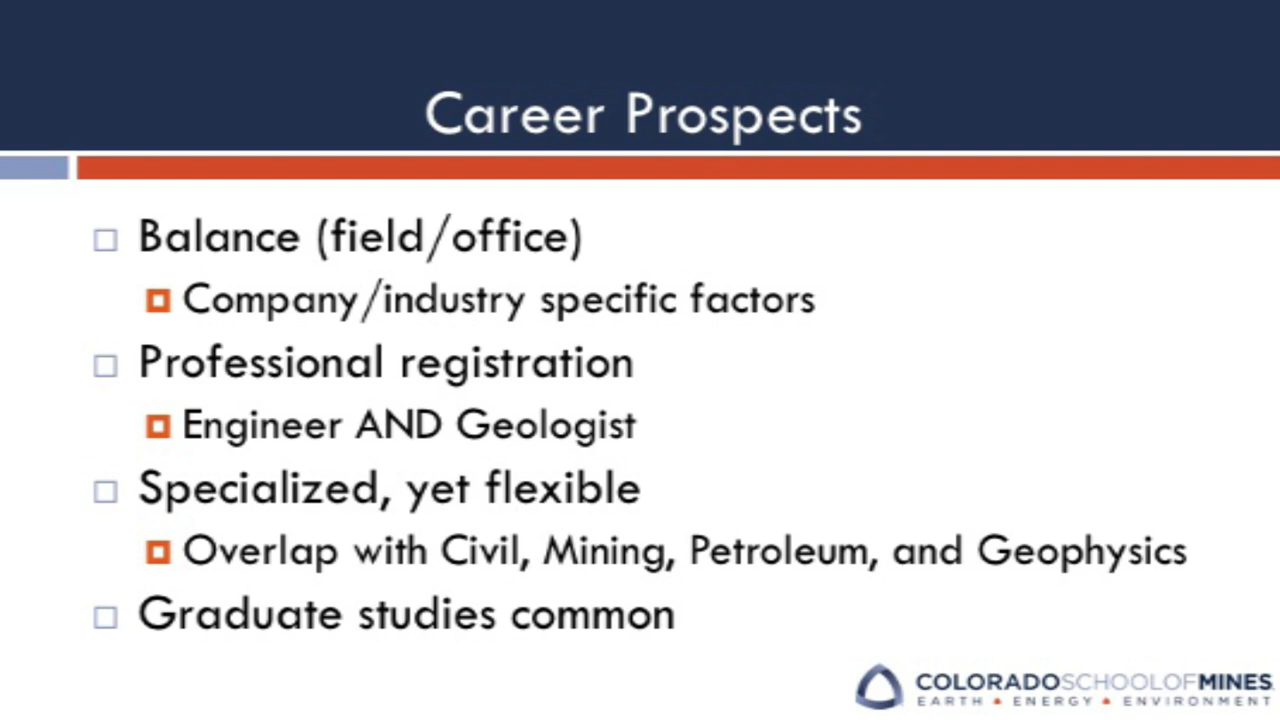 Career Prospects
Balance (field/office)
Company/industry specific factors
Professional registration
Engineer AND Geologist
Specialized, yet flexible
Overlap with Civil, Mining, Petroleum, and Geophysics
Graduate studies common
COLORADOSCHOOLOFMINES
EARTH • ENERGY • ENVIRONMENT